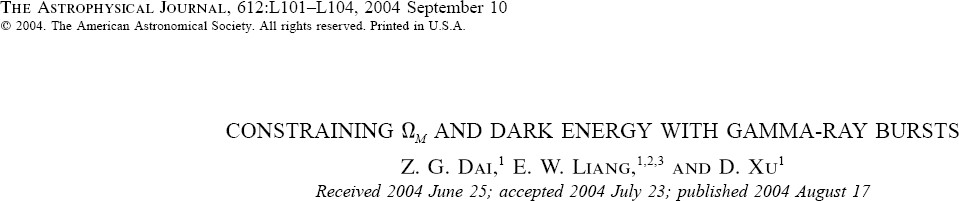 THE ASTROPHYSICAL JOURNAL, 612:L101–L104, 2004 September 10
© 2004. The American Astronomical Society. All rights reserved. Printed in U.S.A.
CONSTRAINING Ω_M AND DARK ENERGY WITH GAMMA-RAY BURSTS
Z. G. DAI,¹ E. W. LIANG,¹,²,³ AND D. XU¹
Received 2004 June 25; accepted 2004 July 23; published 2004 August 17